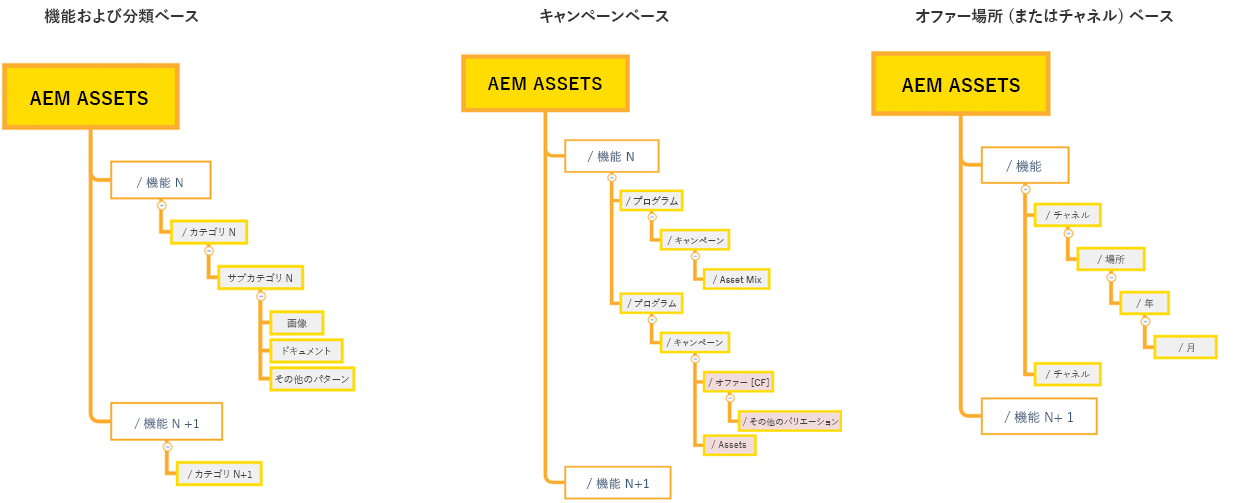 機能および分類ベース
AEM ASSETS
/ 機能 N
/ カテゴリ N
サブカテゴリ N
画像
ドキュメント
その他のパターン
/ 機能 N +1
/ カテゴリ N+1
キャンペーンベース
AEM ASSETS
/ 機能 N
/ プログラム
/ キャンペーン
/ Asset Mix
/ プログラム
/ キャンペーン
/ オファー [CF]
/ その他のバリエーション
/ Assets
/ 機能 N+1
オファー場所 (またはチャネル) ベース
AEM ASSETS
/ 機能
/ チャネル
/ 場所
/ 年
/ 月
/ チャネル
/ 機能 N+ 1